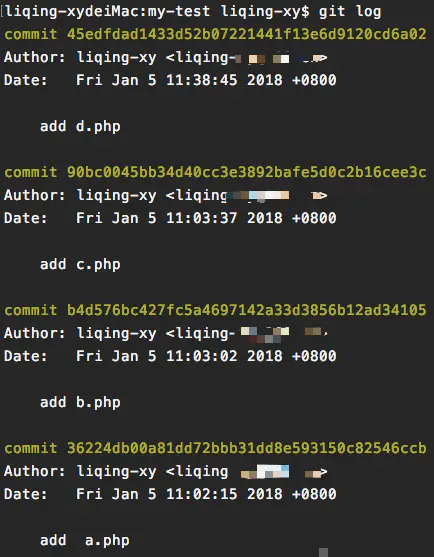 [liqing-xydeiMac:my-test liqing-xy$ git log
commit 45edfdad1433d52b07221441f13e6d9120cd6a02
Author: liqing-xy <liqing- >
Date:   Fri Jan 5 11:38:45 2018 +0800
    add d.php
commit 90bc0045bb34d40cc3e3892bafe5d0c2b16cee3c
Author: liqing-xy <liqing >
Date:   Fri Jan 5 11:03:37 2018 +0800
    add c.php
commit b4d576bc427fc5a4697142a33d3856b12ad34105
Author: liqing-xy <liqing- >
Date:   Fri Jan 5 11:03:02 2018 +0800
    add b.php
commit 36224db00a81dd72bbb31dd8e593150c82546ccb
Author: liqing-xy <liqing >
Date:   Fri Jan 5 11:02:15 2018 +0800
    add  a.php